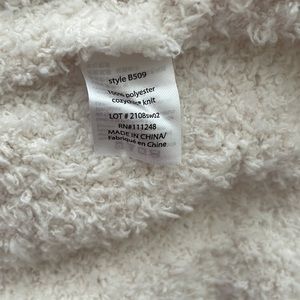 style B509
100% polyester
cozychic knit
LOT # 2108SW02
RN#111248
MADE IN CHINA/
Fabriqué en Chine